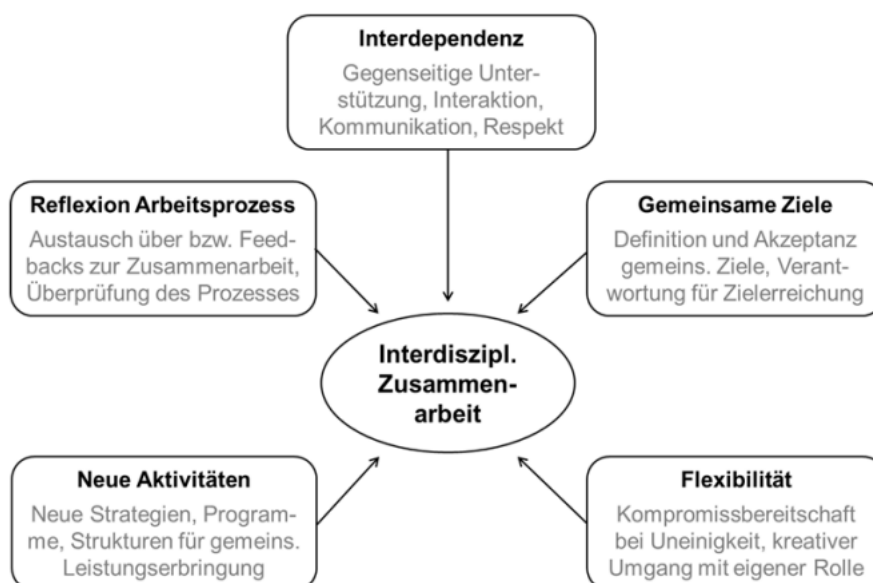 Interdependenz
Gegenseitige Unter-
stützung, Interaktion,
Kommunikation, Respekt
Reflexion Arbeitsprozess
Austausch über bzw. Feed-
backs zur Zusammenarbeit,
Überprüfung des Prozesses
Gemeinsame Ziele
Definition und Akzeptanz
gemeins. Ziele, Verant-
wortung für Zielerreichung
Interdiszipl.
Zusammen-
arbeit
Neue Aktivitäten
Neue Strategien, Program-
me, Strukturen für gemeins.
Leistungserbringung
Flexibilität
Kompromissbereitschaft
bei Uneinigkeit, kreativer
Umgang mit eigener Rolle